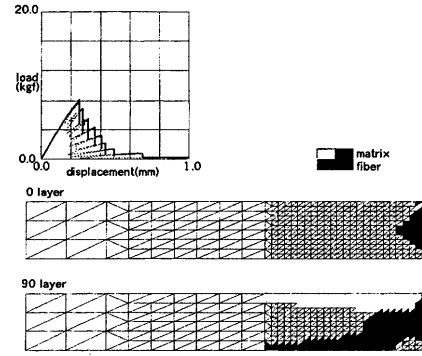 20.0
load
(kgf)
0.0
0.0
1.0
displacement(mm)
matrix
fiber
0 layer
90 layer